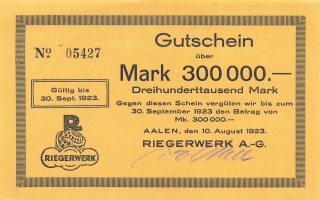 Gutschein
Nº 05427
über
Mark 300 000.—
Dreihunderttausend Mark
Gültig bis
30. Sept. 1923.
Gegen diesen Schein vergüten wir bis zum
30. September 1923 den Betrag von
Mk. 300 000.—
AALEN, den 10. August 1923.
RIEGERWERK A.-G.
R
RIEGERWERK